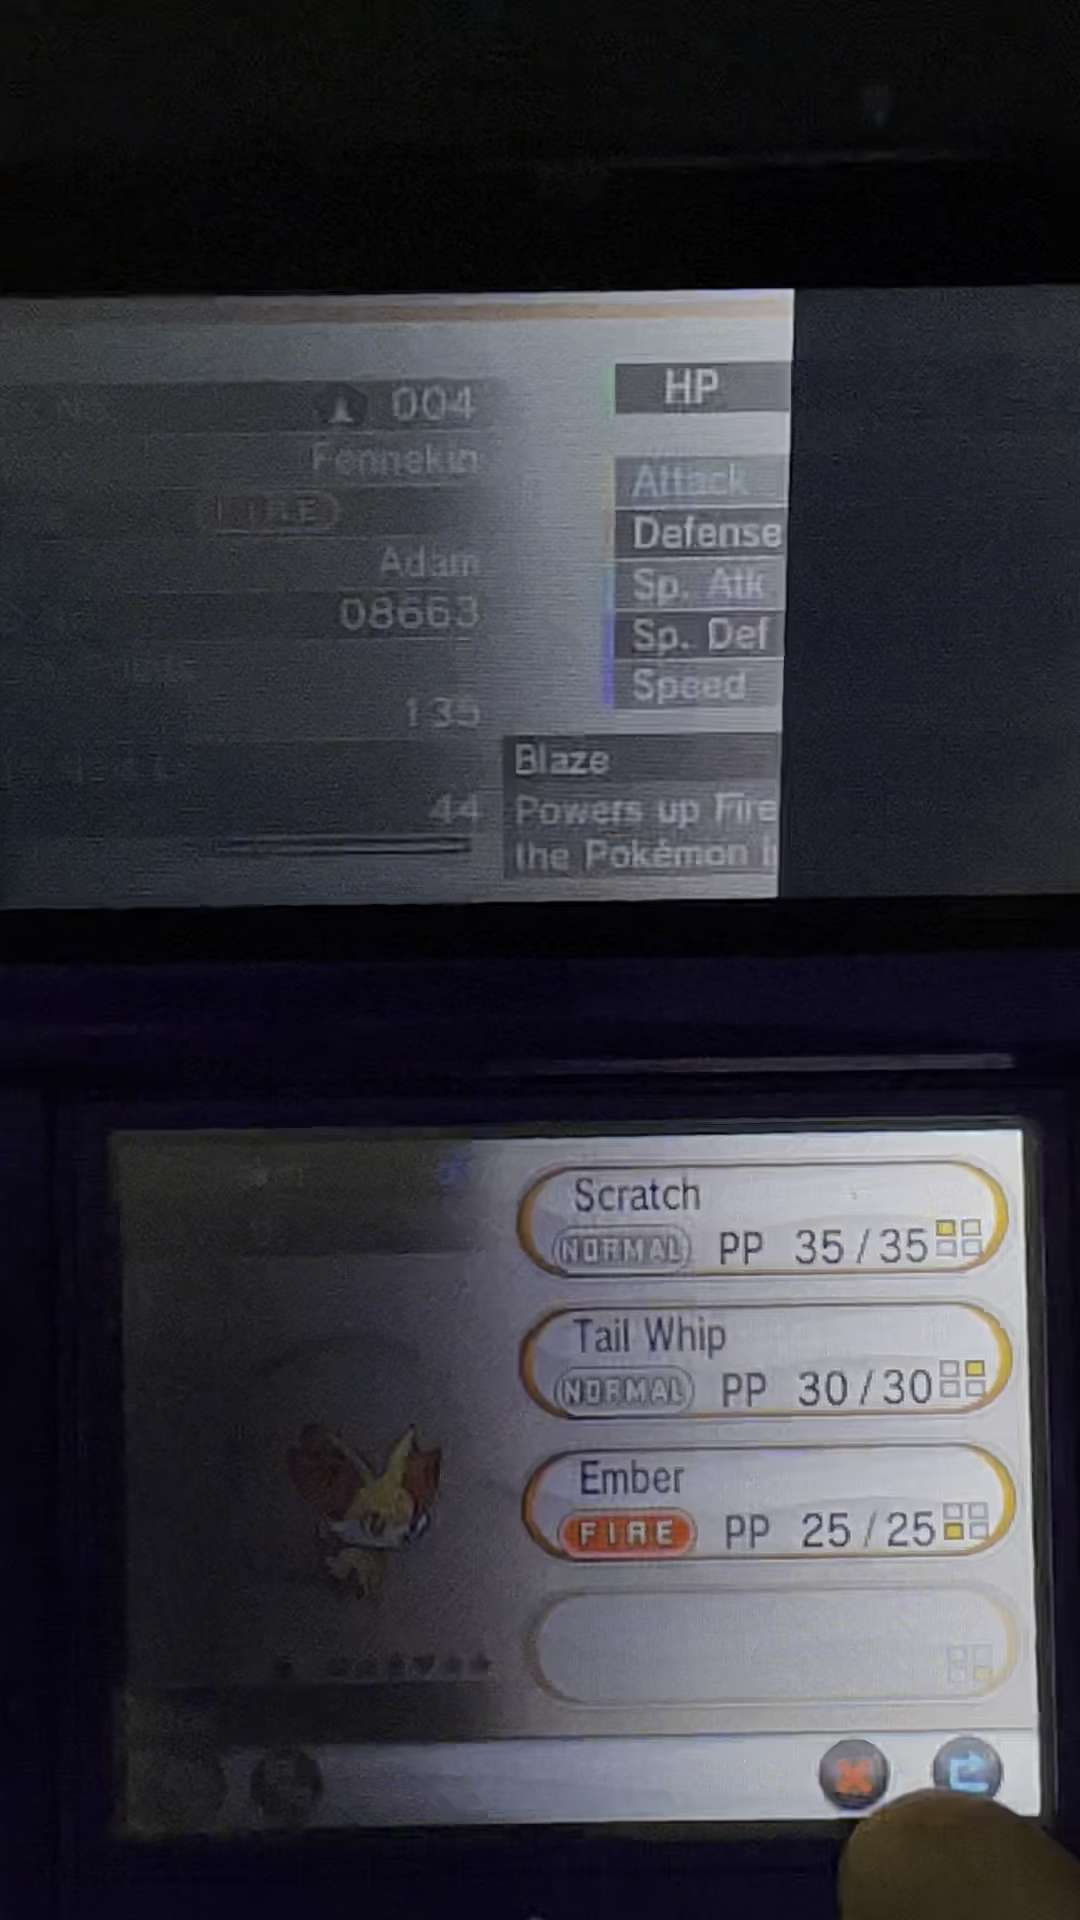 004
Fennekin
FIRE
Adam
08663
135
44
HP
Attack
Defense
Sp. Atk
Sp. Def
Speed
Blaze
Powers up Fire
the Pokémon
Scratch
NORMAL PP 35/35
Tail Whip
NORMAL PP 30/30
Ember
FIRE PP 25/25